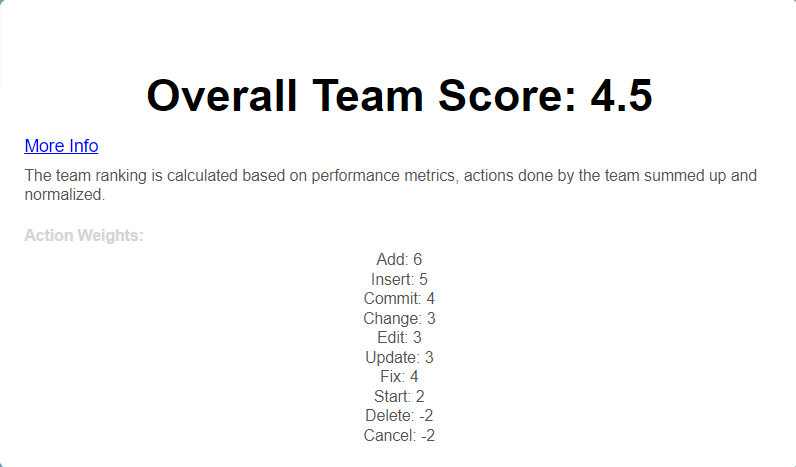 Overall Team Score: 4.5
More Info
The team ranking is calculated based on performance metrics, actions done by the team summed up and
normalized.
Action Weights:
Add: 6
Insert: 5
Commit: 4
Change: 3
Edit: 3
Update: 3
Fix: 4
Start: 2
Delete: -2
Cancel: -2